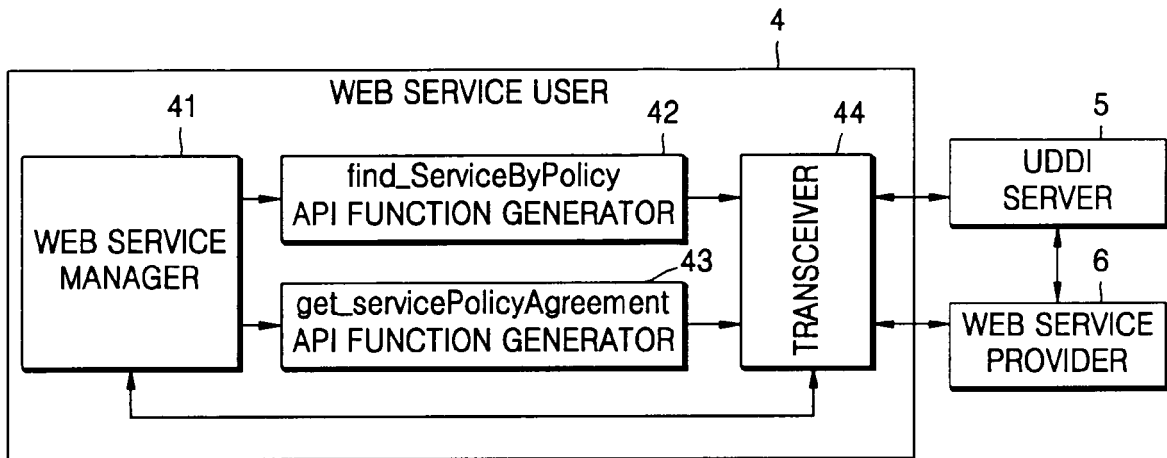 4
WEB SERVICE USER
41
42
44
5
find_ServiceByPolicy
API FUNCTION GENERATOR
UDDI
SERVER
WEB SERVICE
MANAGER
TRANSCEIVER
43
6
get_servicePolicyAgreement
API FUNCTION GENERATOR
WEB SERVICE
PROVIDER